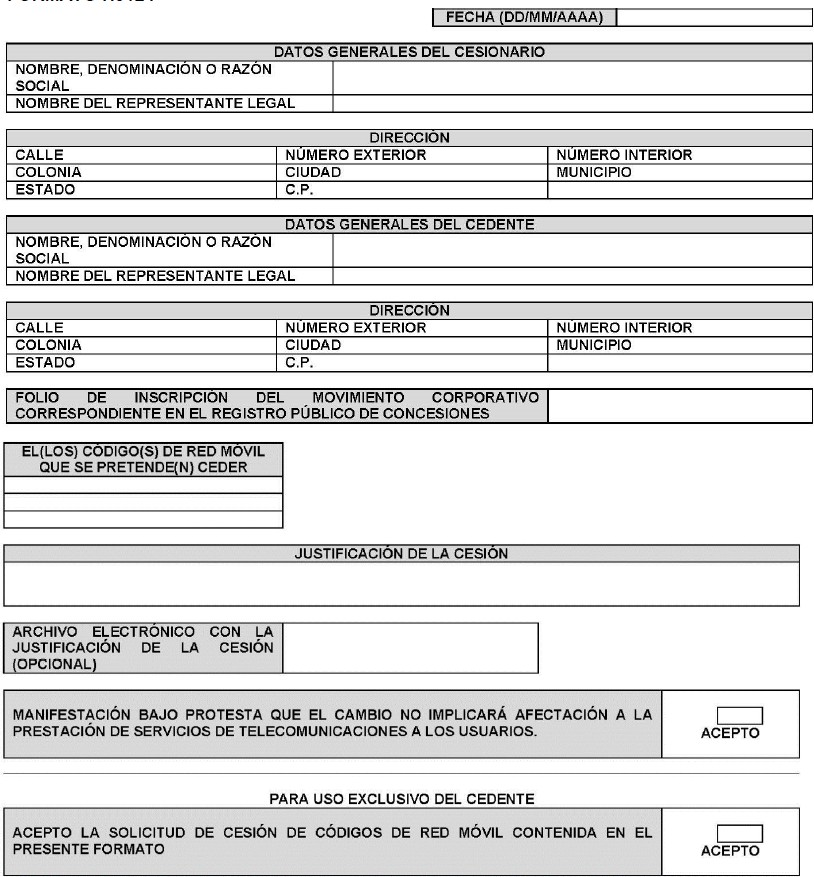 FECHA (DD/MM/AAAA)
DATOS GENERALES DEL CESIONARIO
NOMBRE, DENOMINACIÓN O RAZÓN
SOCIAL
NOMBRE DEL REPRESENTANTE LEGAL
DIRECCIÓN
CALLE NÚMERO EXTERIOR NÚMERO INTERIOR
COLONIA CIUDAD MUNICIPIO
ESTADO C.P.
DATOS GENERALES DEL CEDENTE
NOMBRE, DENOMINACIÓN O RAZÓN
SOCIAL
NOMBRE DEL REPRESENTANTE LEGAL
DIRECCIÓN
CALLE NÚMERO EXTERIOR NÚMERO INTERIOR
COLONIA CIUDAD MUNICIPIO
ESTADO C.P.
FOLIO DE INSCRIPCIÓN DEL MOVIMIENTO CORPORATIVO
CORRESPONDIENTE EN EL REGISTRO PÚBLICO DE CONCESIONES
EL(LOS) CÓDIGO(S) DE RED MÓVIL
QUE SE PRETENDE(N) CEDER
JUSTIFICACIÓN DE LA CESIÓN
ARCHIVO ELECTRÓNICO CON LA
JUSTIFICACIÓN DE LA CESIÓN
(OPCIONAL)
MANIFESTACIÓN BAJO PROTESTA QUE EL CAMBIO NO IMPLICARÁ AFECTACIÓN A LA
PRESTACIÓN DE SERVICIOS DE TELECOMUNICACIONES A LOS USUARIOS.
ACEPTO
PARA USO EXCLUSIVO DEL CEDENTE
ACEPTO LA SOLICITUD DE CESIÓN DE CÓDIGOS DE RED MÓVIL CONTENIDA EN EL
PRESENTE FORMATO
ACEPTO